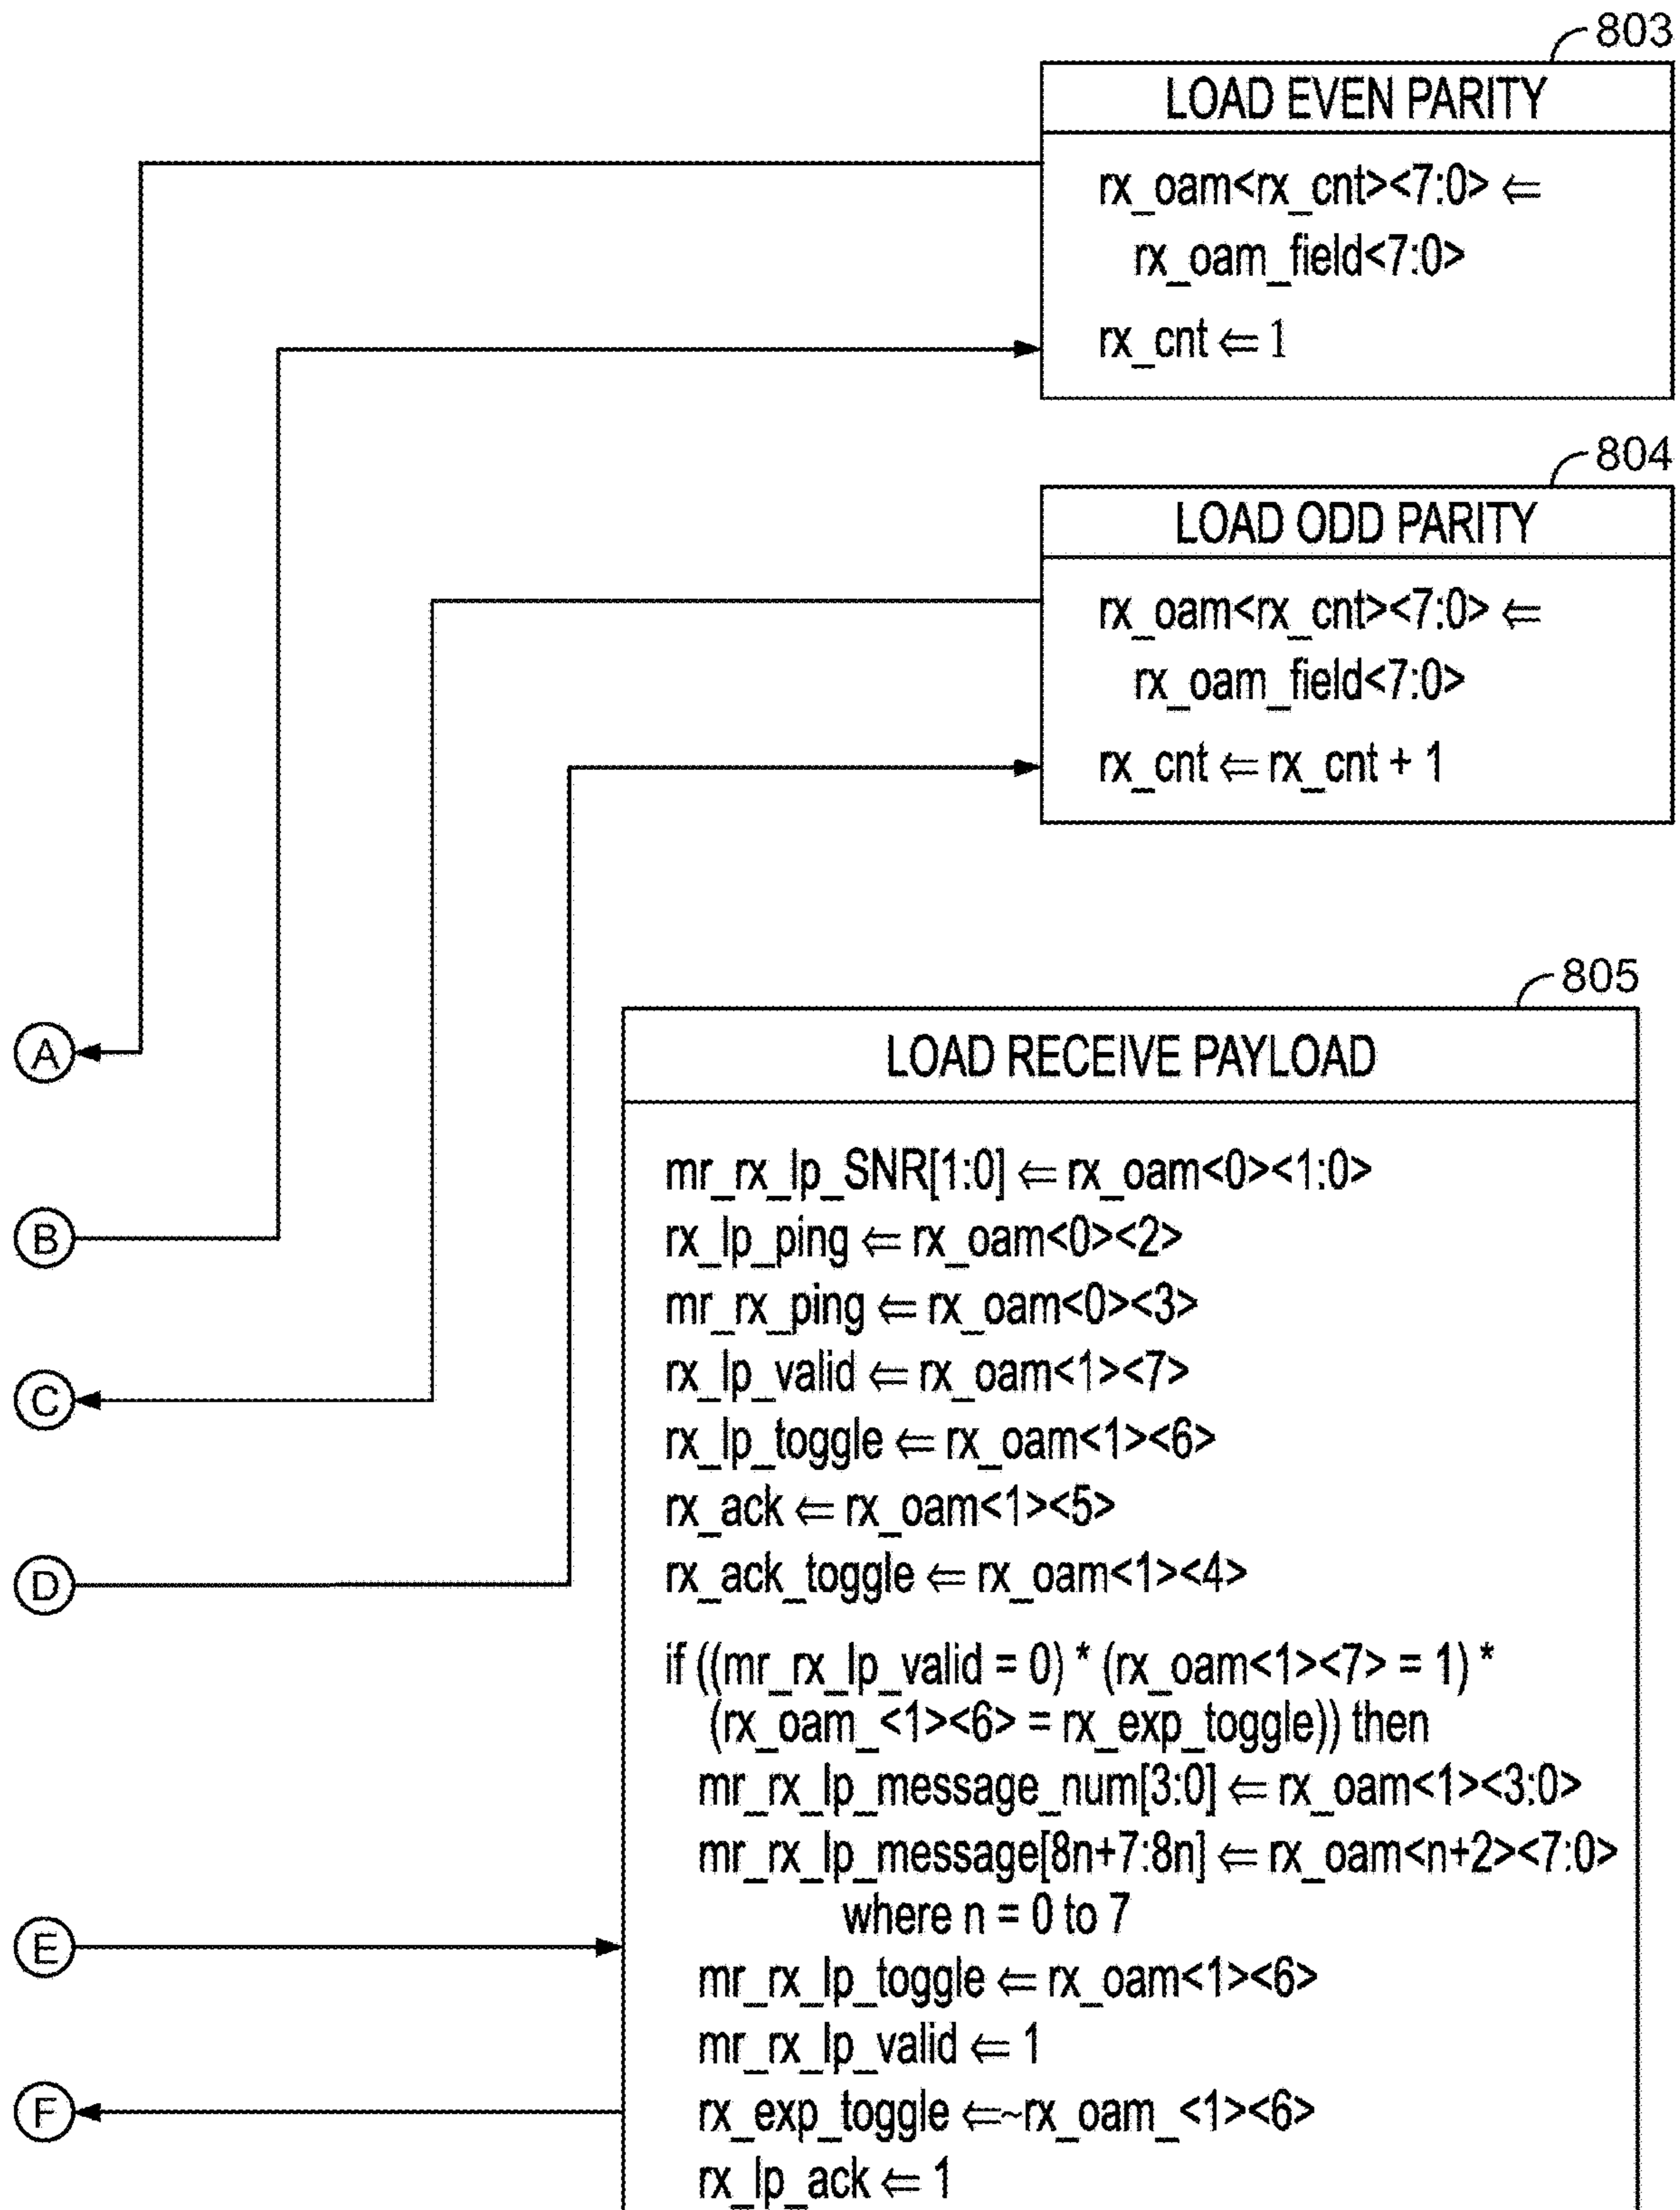 803
LOAD EVEN PARITY
rx_oam<rx_cnt><7:0> ⇐
rx_oam_field<7:0>
rx_cnt ⇐ 1
804
LOAD ODD PARITY
rx_oam<rx_cnt><7:0> ⇐
rx_oam_field<7:0>
rx_cnt ⇐ rx_cnt + 1
A
B
C
D
E
F
805
LOAD RECEIVE PAYLOAD
mr_rx_lp_SNR[1:0] ⇐ rx_oam<0><1:0>
rx_lp_ping ⇐ rx_oam<0><2>
mr_rx_ping ⇐ rx_oam<0><3>
rx_lp_valid ⇐ rx_oam<1><7>
rx_lp_toggle ⇐ rx_oam<1><6>
rx_ack ⇐ rx_oam<1><5>
rx_ack_toggle ⇐ rx_oam<1><4>
if ((mr_rx_lp_valid = 0) * (rx_oam<1><7> = 1) *
(rx_oam_<1><6> = rx_exp_toggle)) then
mr_rx_lp_message_num[3:0] ⇐ rx_oam<1><3:0>
mr_rx_lp_message[8n+7:8n] ⇐ rx_oam<n+2><7:0>
where n = 0 to 7
mr_rx_lp_toggle ⇐ rx_oam<1><6>
mr_rx_lp_valid ⇐ 1
rx_exp_toggle ⇐~rx_oam_<1><6>
rx_lp_ack ⇐ 1